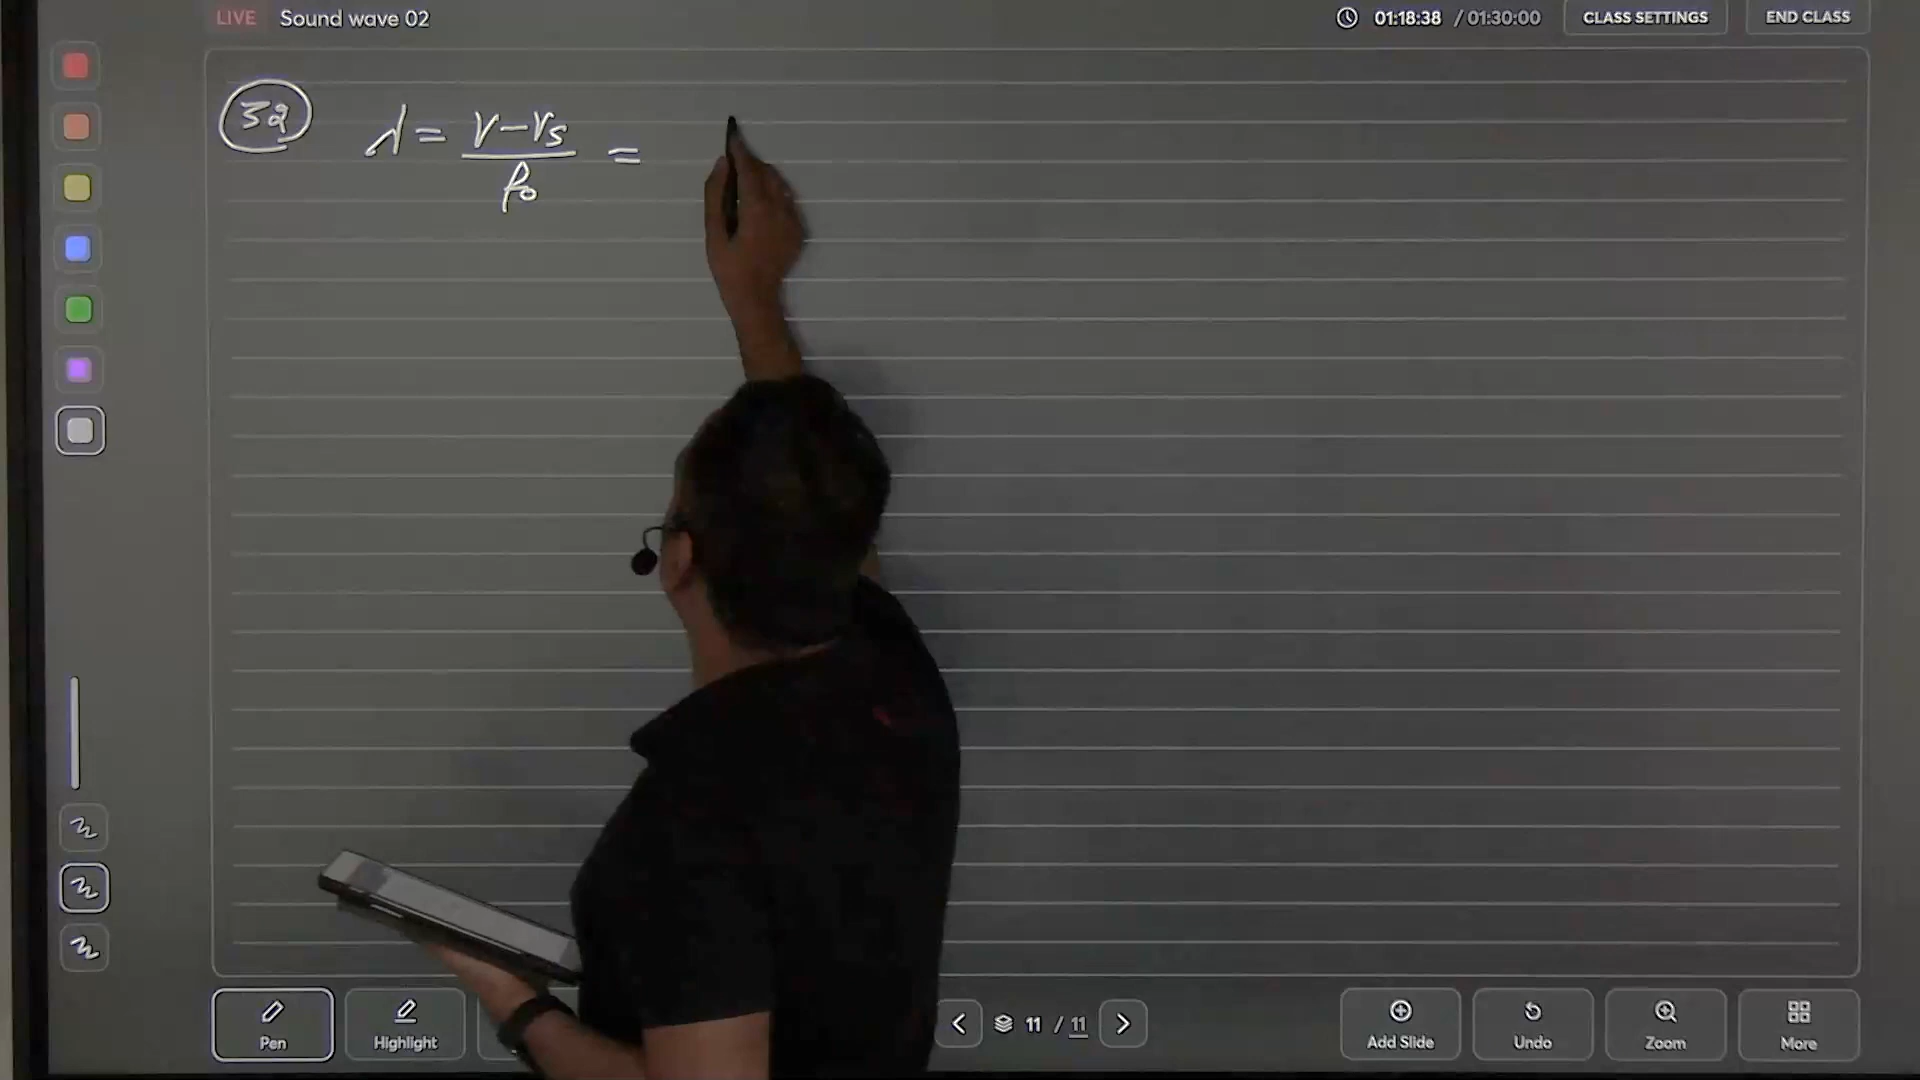 LIVE Sound wave 02 01:18:38 / 01:30:00 CLASS SETTINGS END CLASS
32 λ = (v - vs) / f0 =
Pen Highlight 11 / 11 Add Slide Undo Zoom More